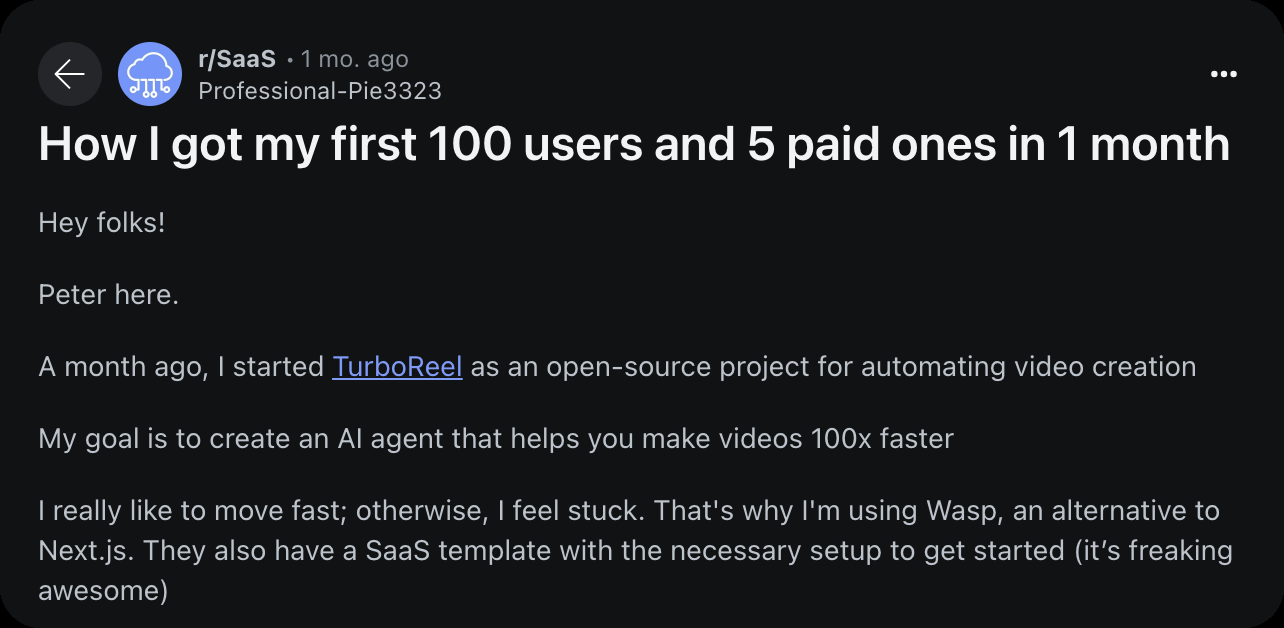 r/SaaS • 1 mo. ago
Professional-Pie3323
How I got my first 100 users and 5 paid ones in 1 month
Hey folks!
Peter here.
A month ago, I started TurboReel as an open-source project for automating video creation
My goal is to create an AI agent that helps you make videos 100x faster
I really like to move fast; otherwise, I feel stuck. That's why I'm using Wasp, an alternative to
Next.js. They also have a SaaS template with the necessary setup to get started (it’s freaking
awesome)